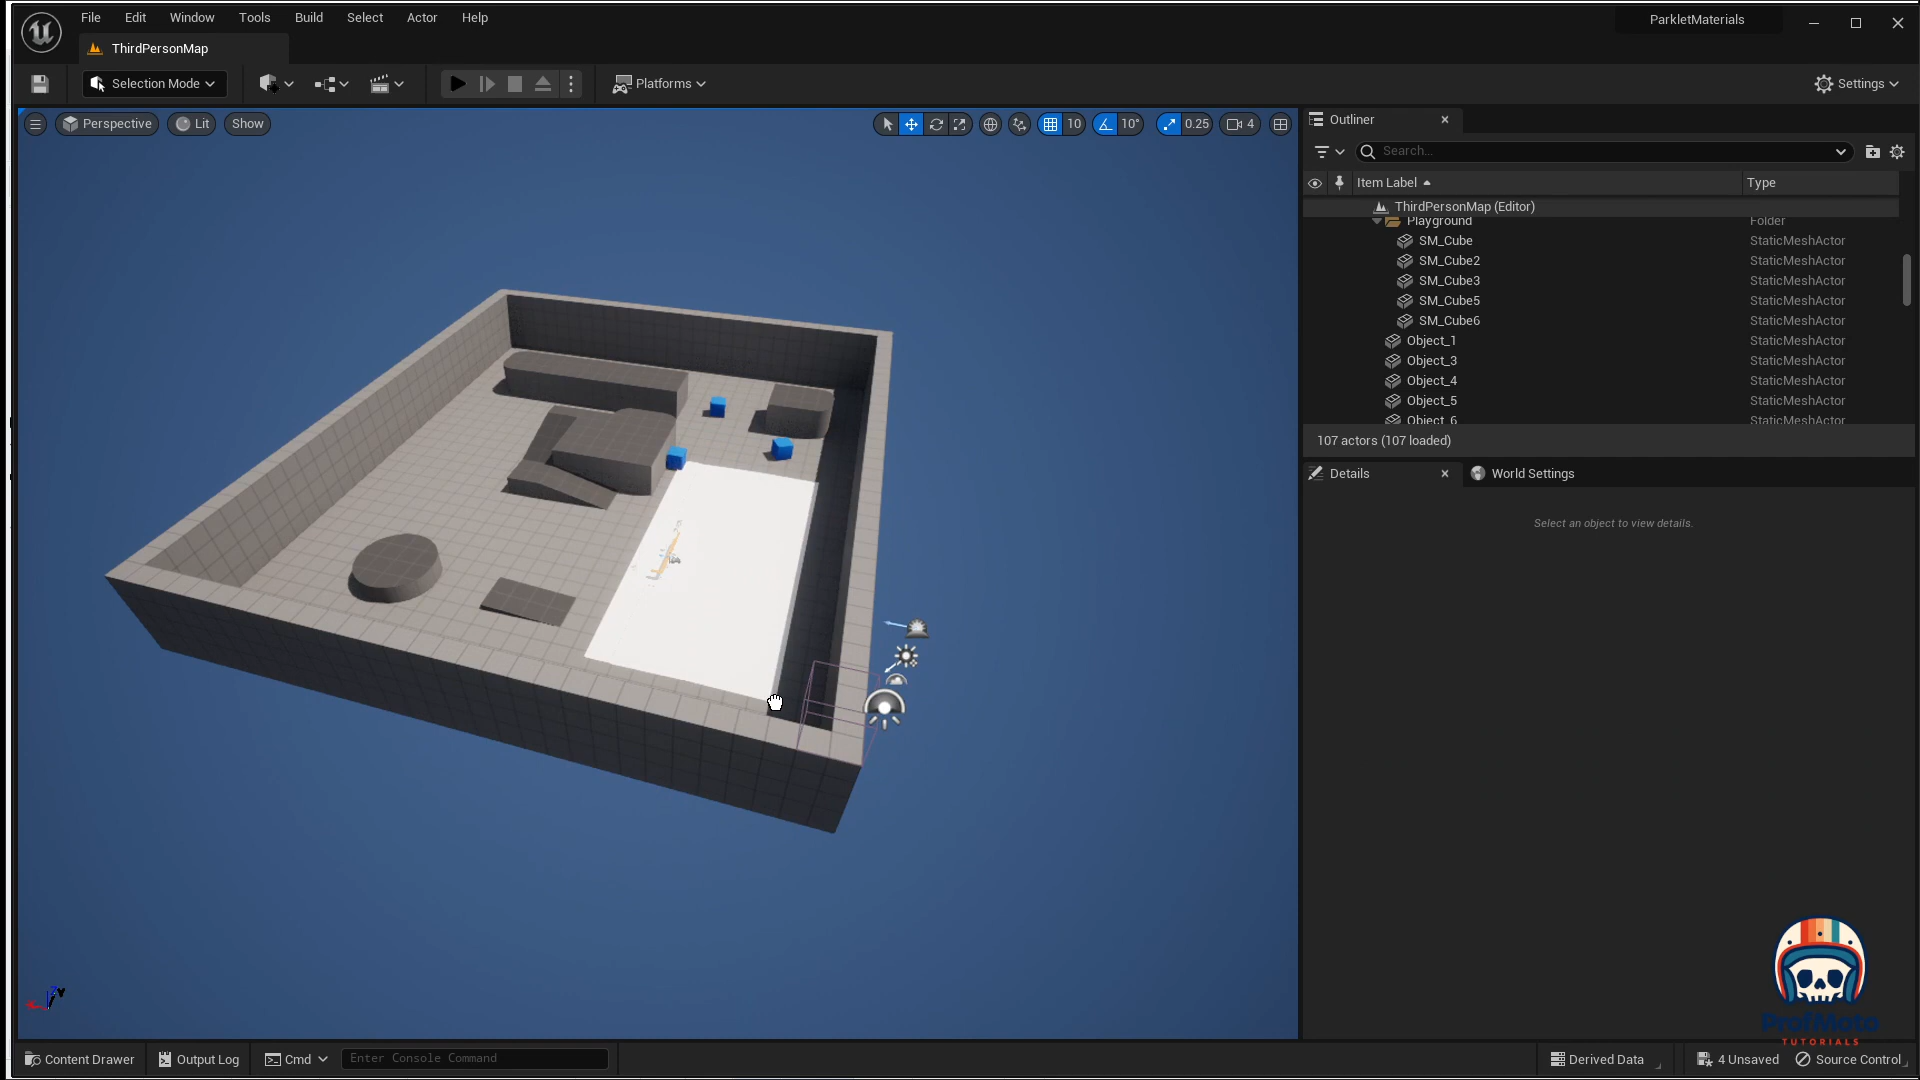 File Edit Window Tools Build Select Actor Help
ParkletMaterials
ThirdPersonMap
Selection Mode
Platforms
Settings
Perspective Lit Show
10 10° 0.25 4
Outliner
Search...
Item Label Type
ThirdPersonMap (Editor)
Playground Folder
SM_Cube StaticMeshActor
SM_Cube2 StaticMeshActor
SM_Cube3 StaticMeshActor
SM_Cube5 StaticMeshActor
SM_Cube6 StaticMeshActor
Object_1 StaticMeshActor
Object_3 StaticMeshActor
Object_4 StaticMeshActor
Object_5 StaticMeshActor
Object_6 StaticMeshActor
107 actors (107 loaded)
Details World Settings
Select an object to view details.
ProfMoto
TUTORIALS
Content Drawer Output Log Cmd Enter Console Command Derived Data 4 Unsaved Source Control